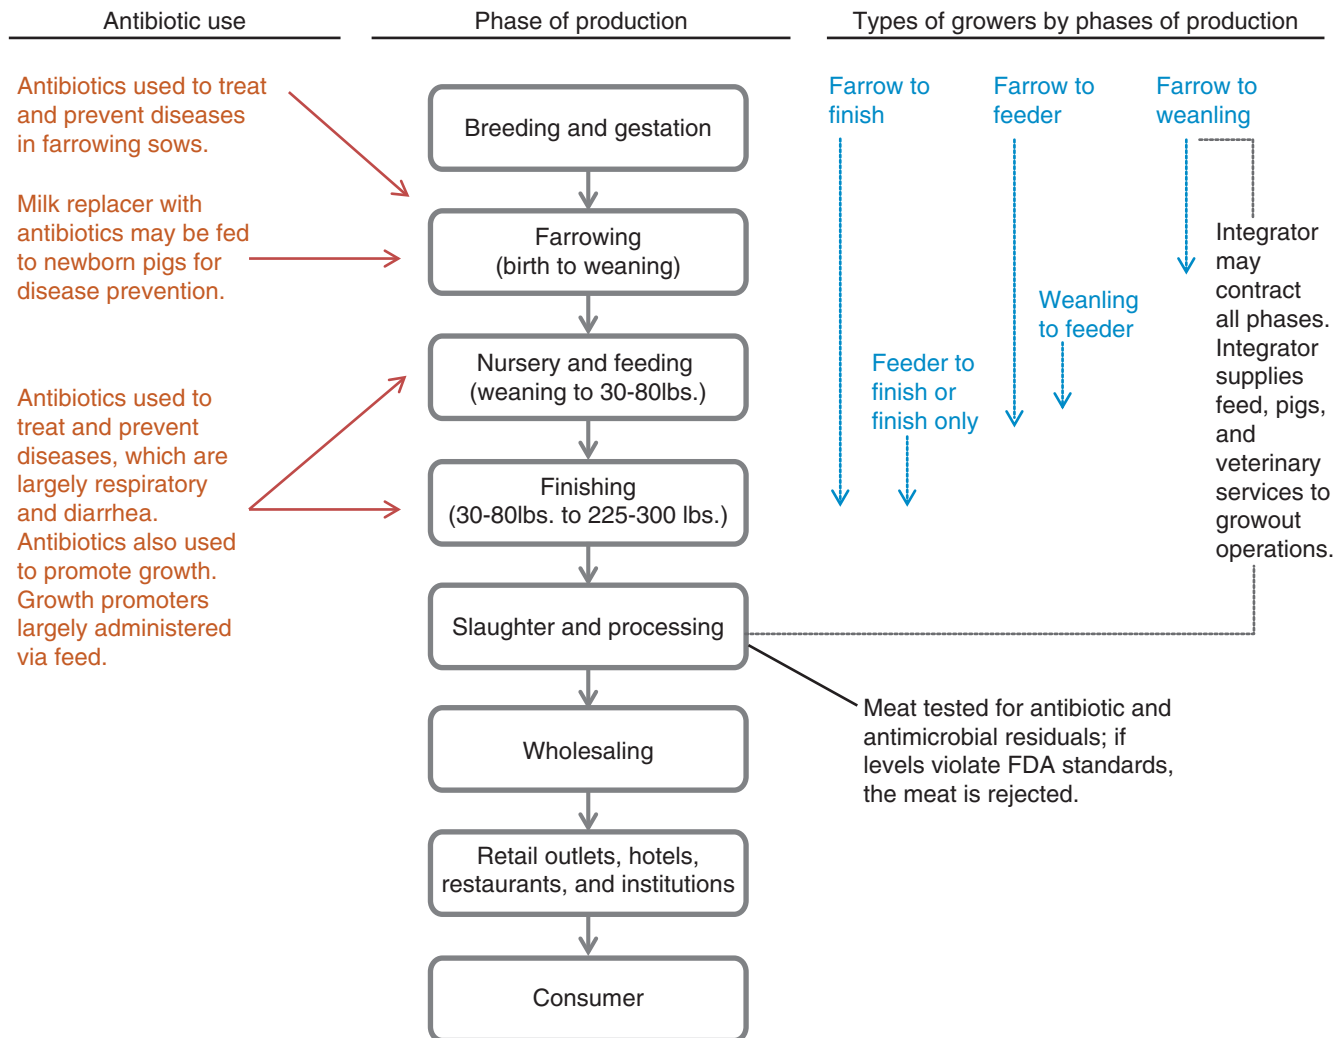 Antibiotic use
Phase of production
Types of growers by phases of production
Antibiotics used to treat
and prevent diseases
in farrowing sows.
Milk replacer with
antibiotics may be fed
to newborn pigs for
disease prevention.
Antibiotics used to
treat and prevent
diseases, which are
largely respiratory
and diarrhea.
Antibiotics also used
to promote growth.
Growth promoters
largely administered
via feed.
Breeding and gestation
Farrowing
(birth to weaning)
Nursery and feeding
(weaning to 30-80lbs.)
Finishing
(30-80lbs. to 225-300 lbs.)
Slaughter and processing
Wholesaling
Retail outlets, hotels,
restaurants, and institutions
Consumer
Farrow to
finish
Farrow to
feeder
Farrow to
weanling
Weanling
to feeder
Feeder to
finish or
finish only
Integrator
may
contract
all phases.
Integrator
supplies
feed, pigs,
and
veterinary
services to
growout
operations.
Meat tested for antibiotic and
antimicrobial residuals; if
levels violate FDA standards,
the meat is rejected.